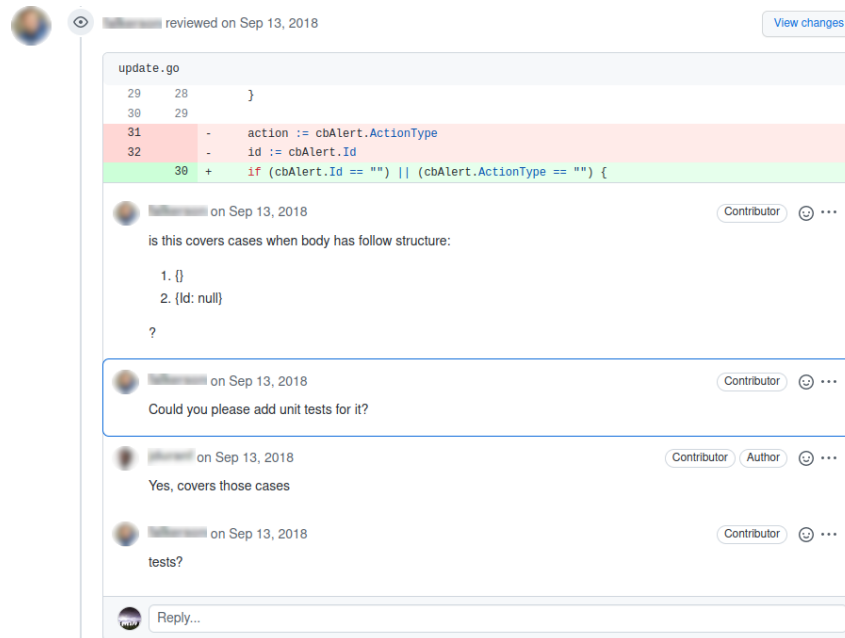 reviewed on Sep 13, 2018
View changes
update.go
29 28 }
30 29
31 - action := cbAlert.ActionType
32 - id := cbAlert.Id
30 + if (cbAlert.Id == "") || (cbAlert.ActionType == "") {
on Sep 13, 2018 Contributor
is this covers cases when body has follow structure:
1. {}
2. {Id: null}
?
on Sep 13, 2018 Contributor
Could you please add unit tests for it?
on Sep 13, 2018 Contributor Author
Yes, covers those cases
on Sep 13, 2018 Contributor
tests?
Reply...